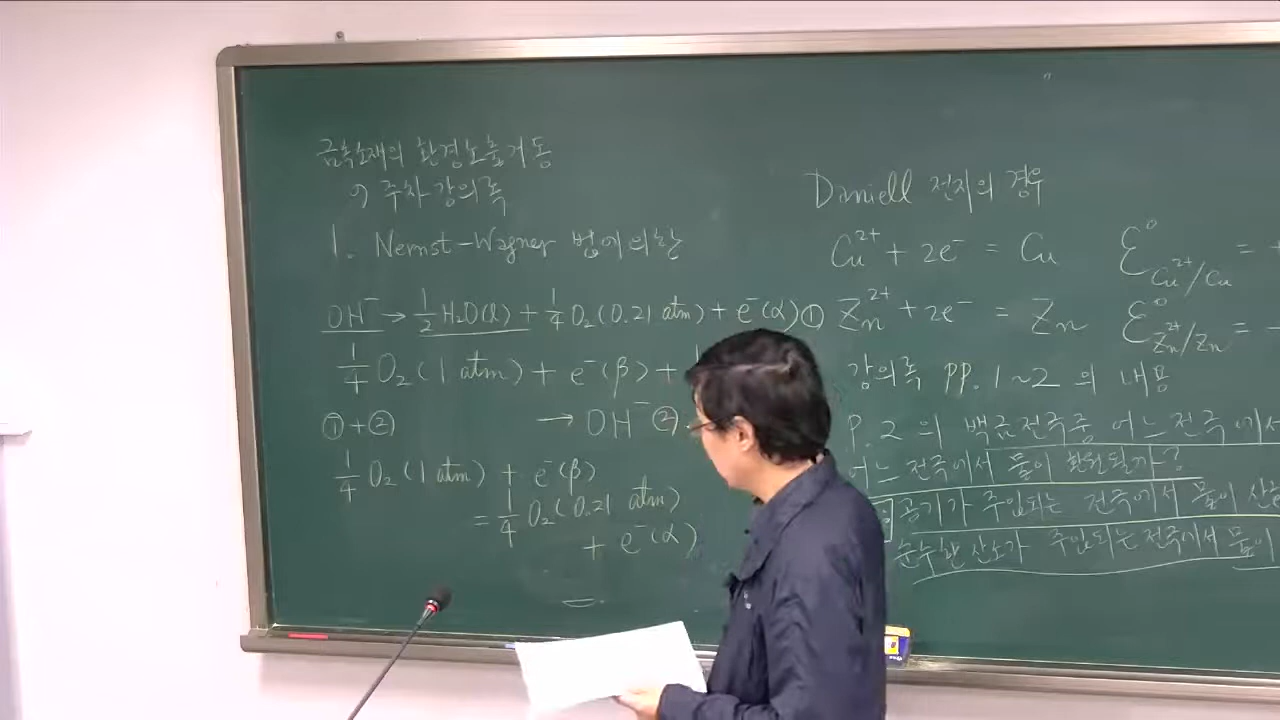 금속소재의 환경노출거동
9 주차 강의록
1. Nernst-Wagner 법에 의한
OH⁻ → 1/2 H₂O(l) + 1/4 O₂(0.21 atm) + e⁻(α) ①
1/4 O₂(1 atm) + e⁻(β) +
→ OH⁻ ②
① + ②
1/4 O₂(1 atm) + e⁻(β)
= 1/4 O₂(0.21 atm)
+ e⁻(α)
Daniell 전지의 경우
Cu²⁺ + 2e⁻ = Cu ℰ°Cu²⁺/Cu = +
Zn²⁺ + 2e⁻ = Zn ℰ°Zn²⁺/Zn = -
강의록 pp. 1~2 의 내용
P. 2 의 백금전극중 어느전극에서
어느 전극에서 물이 환원될까?
공기가 주입되는 전극에서 물이 산
순수한 산소가 주입되는 전극에서 물이